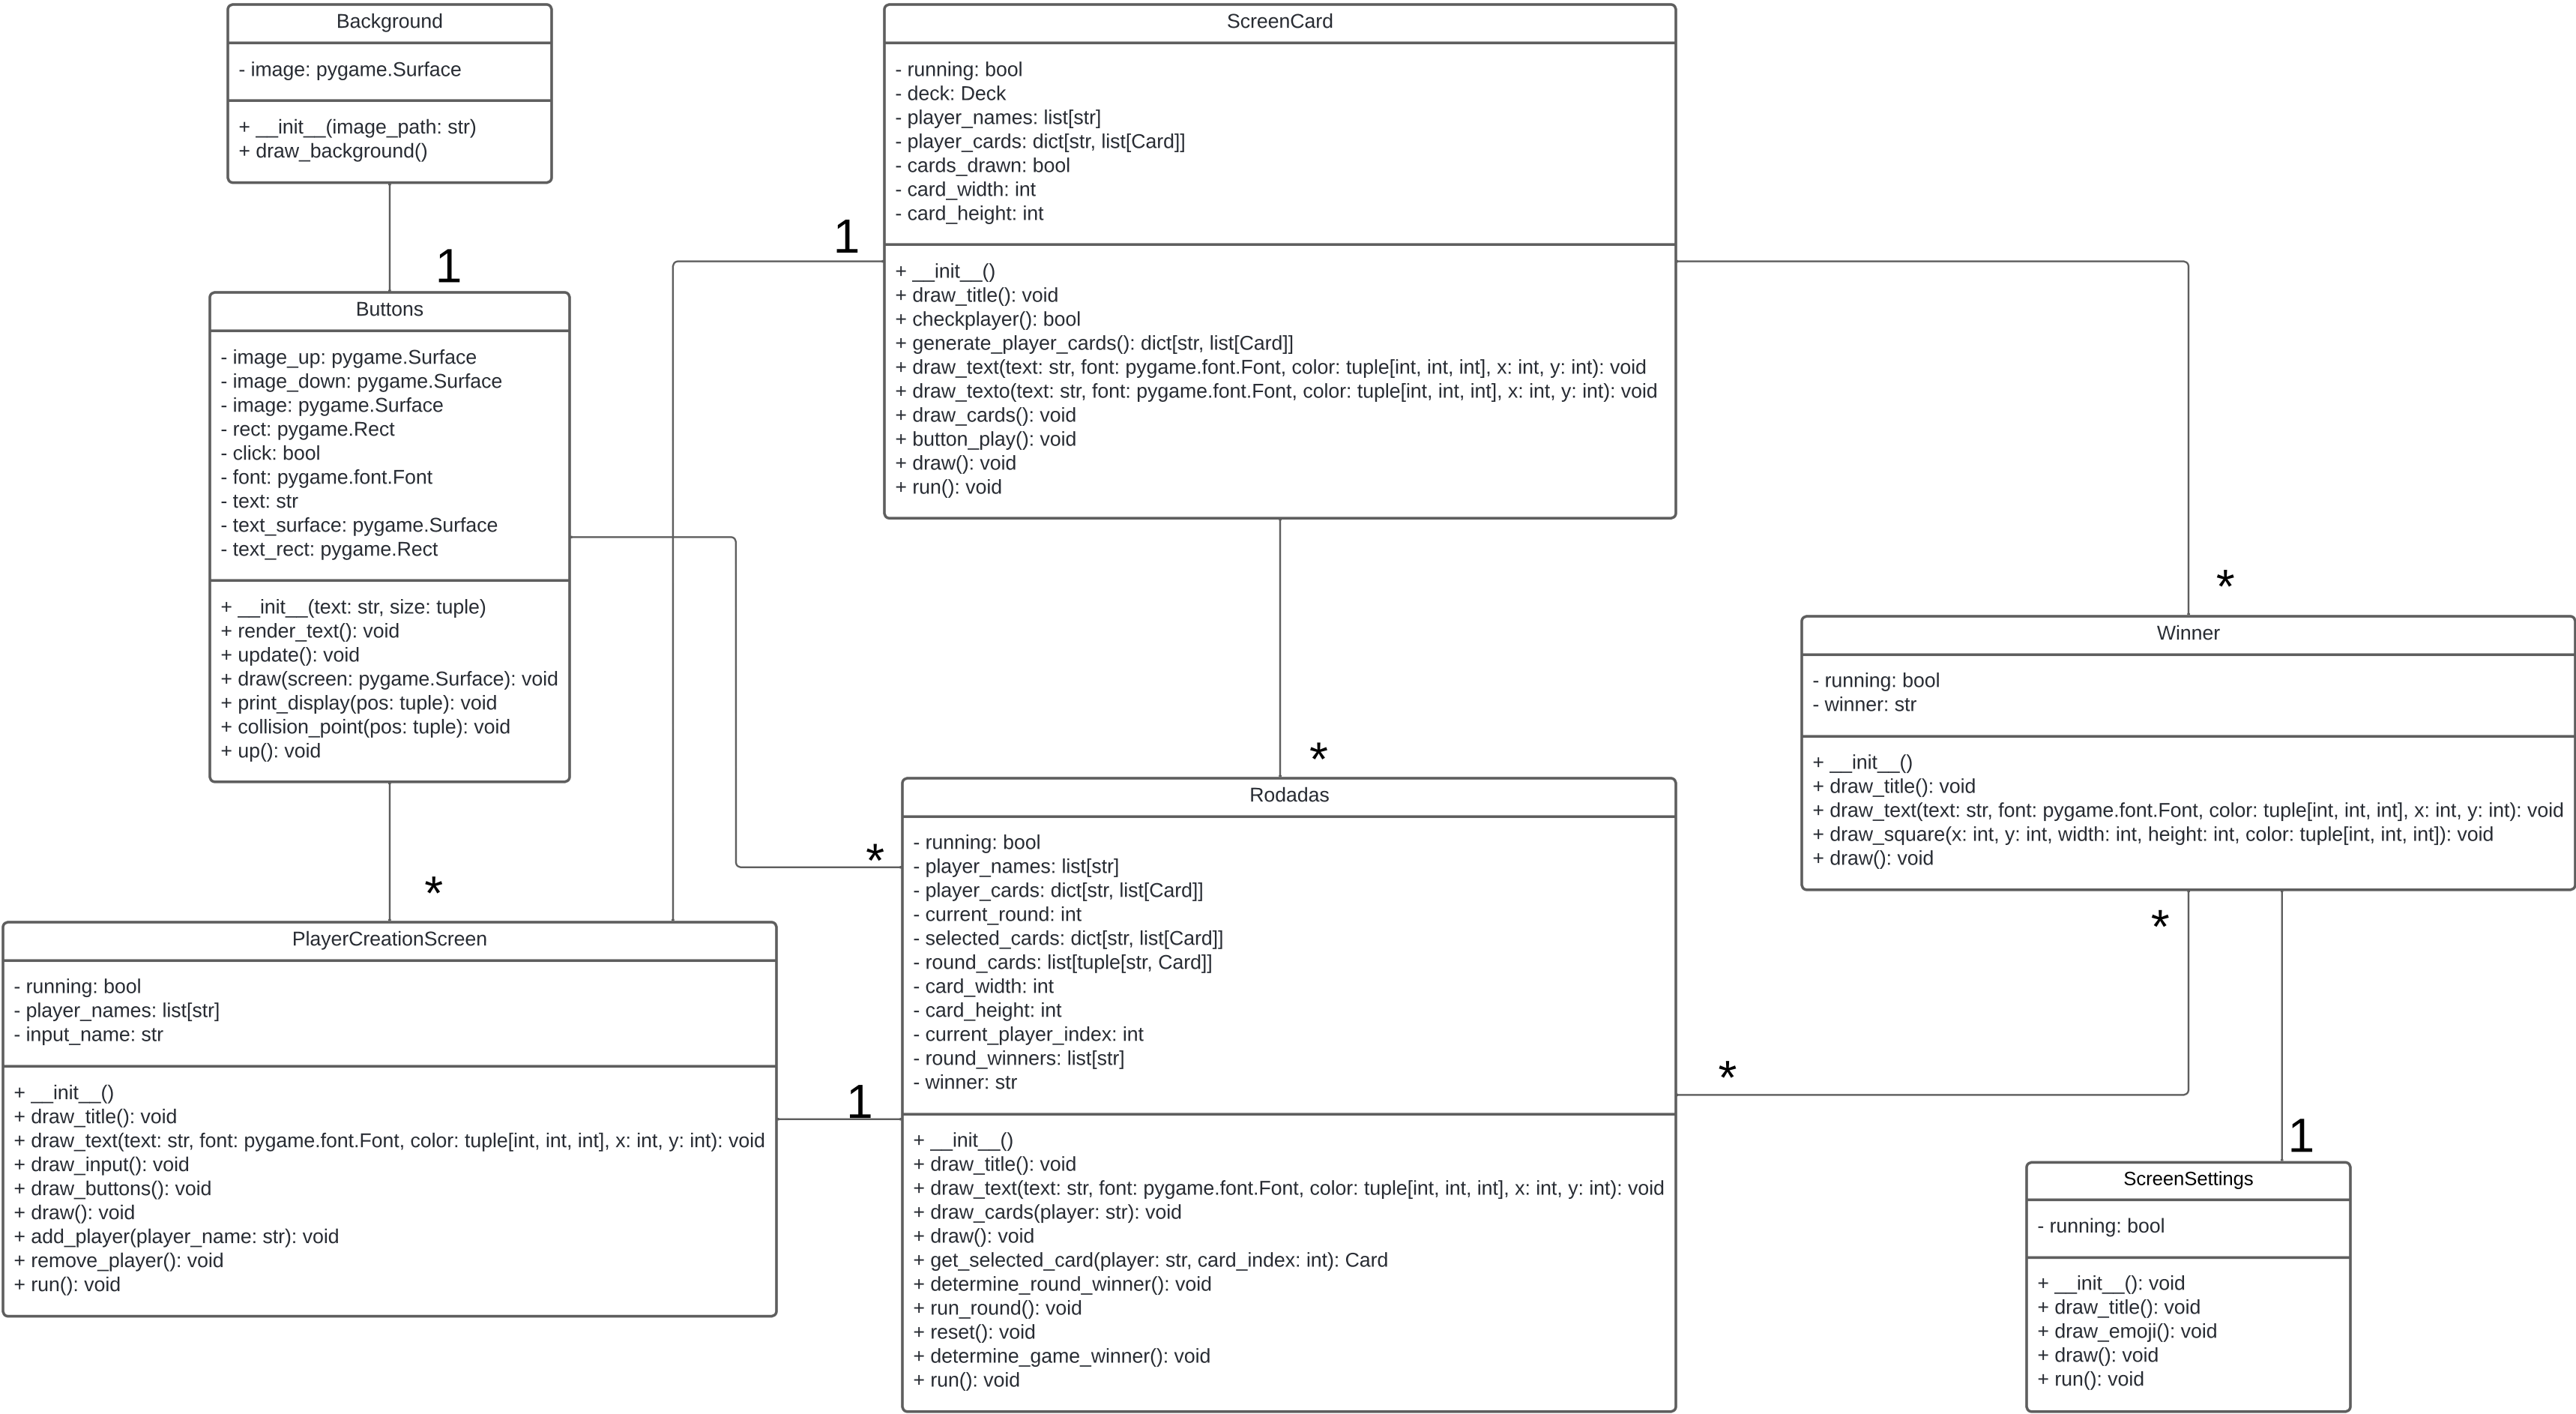 Background
- image: pygame.Surface
+ __init__(image_path: str)
+ draw_background()
1
Buttons
- image_up: pygame.Surface
- image_down: pygame.Surface
- image: pygame.Surface
- rect: pygame.Rect
- click: bool
- font: pygame.font.Font
- text: str
- text_surface: pygame.Surface
- text_rect: pygame.Rect
+ __init__(text: str, size: tuple)
+ render_text(): void
+ update(): void
+ draw(screen: pygame.Surface): void
+ print_display(pos: tuple): void
+ collision_point(pos: tuple): void
+ up(): void
*
PlayerCreationScreen
- running: bool
- player_names: list[str]
- input_name: str
+ __init__()
+ draw_title(): void
+ draw_text(text: str, font: pygame.font.Font, color: tuple[int, int, int], x: int, y: int): void
+ draw_input(): void
+ draw_buttons(): void
+ draw(): void
+ add_player(player_name: str): void
+ remove_player(): void
+ run(): void
1
ScreenCard
- running: bool
- deck: Deck
- player_names: list[str]
- player_cards: dict[str, list[Card]]
- cards_drawn: bool
- card_width: int
- card_height: int
+ __init__()
+ draw_title(): void
+ checkplayer(): bool
+ generate_player_cards(): dict[str, list[Card]]
+ draw_text(text: str, font: pygame.font.Font, color: tuple[int, int, int], x: int, y: int): void
+ draw_texto(text: str, font: pygame.font.Font, color: tuple[int, int, int], x: int, y: int): void
+ draw_cards(): void
+ button_play(): void
+ draw(): void
+ run(): void
*
*
1
Rodadas
- running: bool
- player_names: list[str]
- player_cards: dict[str, list[Card]]
- current_round: int
- selected_cards: dict[str, list[Card]]
- round_cards: list[tuple[str, Card]]
- card_width: int
- card_height: int
- current_player_index: int
- round_winners: list[str]
- winner: str
+ __init__()
+ draw_title(): void
+ draw_text(text: str, font: pygame.font.Font, color: tuple[int, int, int], x: int, y: int): void
+ draw_cards(player: str): void
+ draw(): void
+ get_selected_card(player: str, card_index: int): Card
+ determine_round_winner(): void
+ run_round(): void
+ reset(): void
+ determine_game_winner(): void
+ run(): void
*
Winner
- running: bool
- winner: str
+ __init__()
+ draw_title(): void
+ draw_text(text: str, font: pygame.font.Font, color: tuple[int, int, int], x: int, y: int): void
+ draw_square(x: int, y: int, width: int, height: int, color: tuple[int, int, int]): void
+ draw(): void
*
*
1
ScreenSettings
- running: bool
+ __init__(): void
+ draw_title(): void
+ draw_emoji(): void
+ draw(): void
+ run(): void